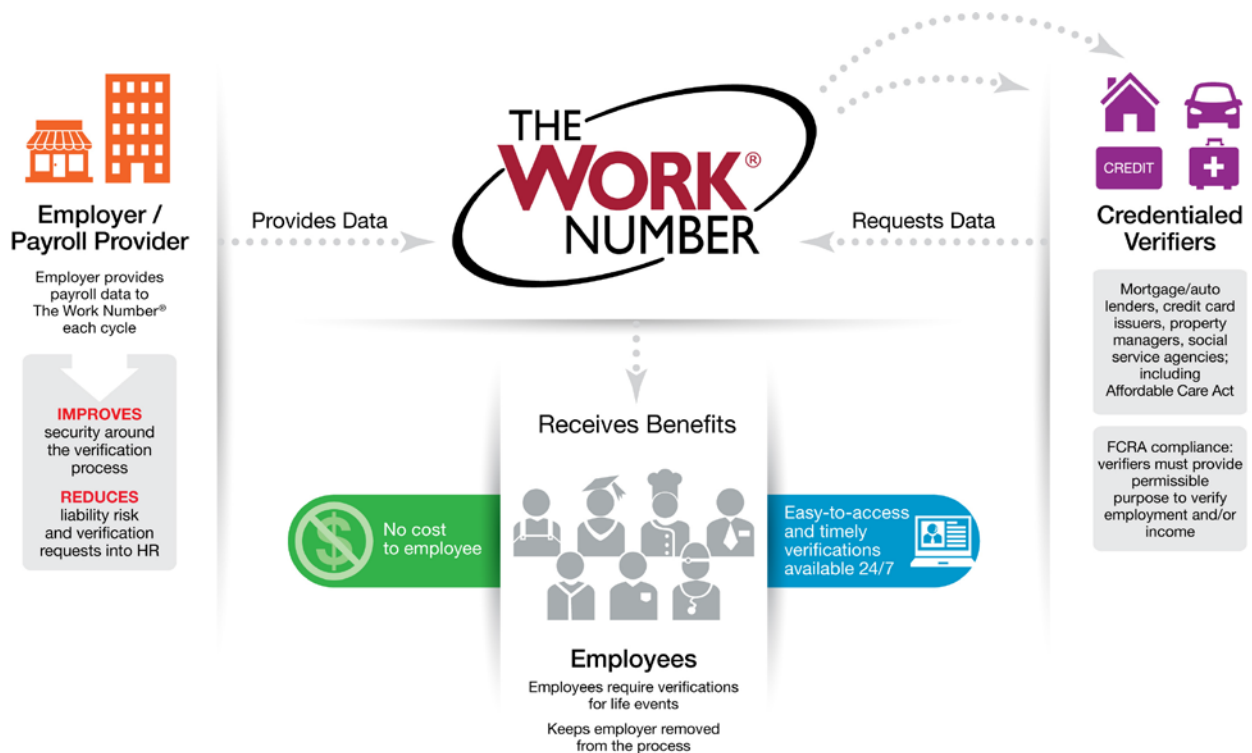 Employer /
Payroll Provider
Employer provides
payroll data to
The Work Number®
each cycle
IMPROVES
security around
the verification
process
REDUCES
liability risk
and verification
requests into HR
Provides Data
THE
WORK®
NUMBER
Requests Data
CREDIT
Credentialed
Verifiers
Mortgage/auto
lenders, credit card
issuers, property
managers, social
service agencies;
including
Affordable Care Act
FCRA compliance:
verifiers must provide
permissible
purpose to verify
employment and/or
income
Receives Benefits
$
No cost
to employee
Easy-to-access
and timely
verifications
available 24/7
Employees
Employees require verifications
for life events
Keeps employer removed
from the process